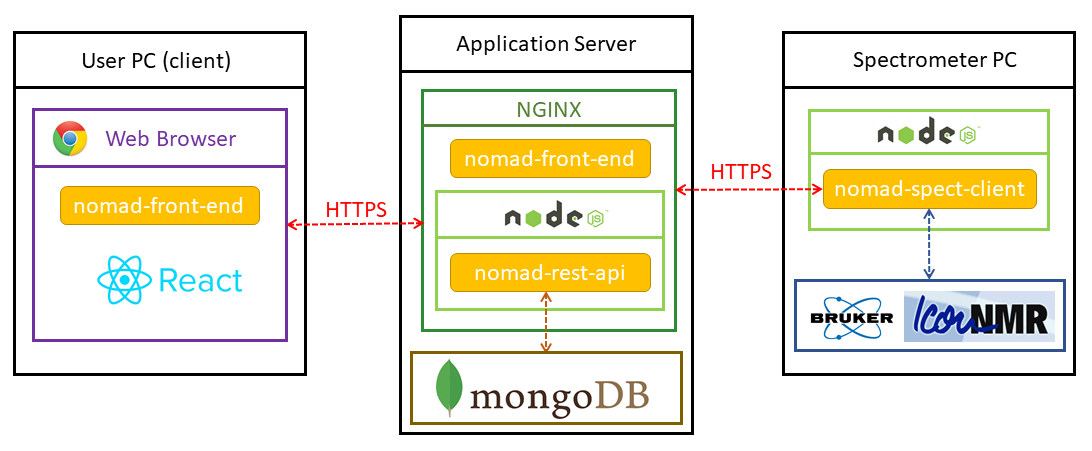 User PC (client)
Web Browser
nomad-front-end
React
HTTPS
Application Server
NGINX
nomad-front-end
node
JS
nomad-rest-api
mongoDB
HTTPS
Spectrometer PC
node
JS
nomad-spect-client
BRUKER
IconNMR